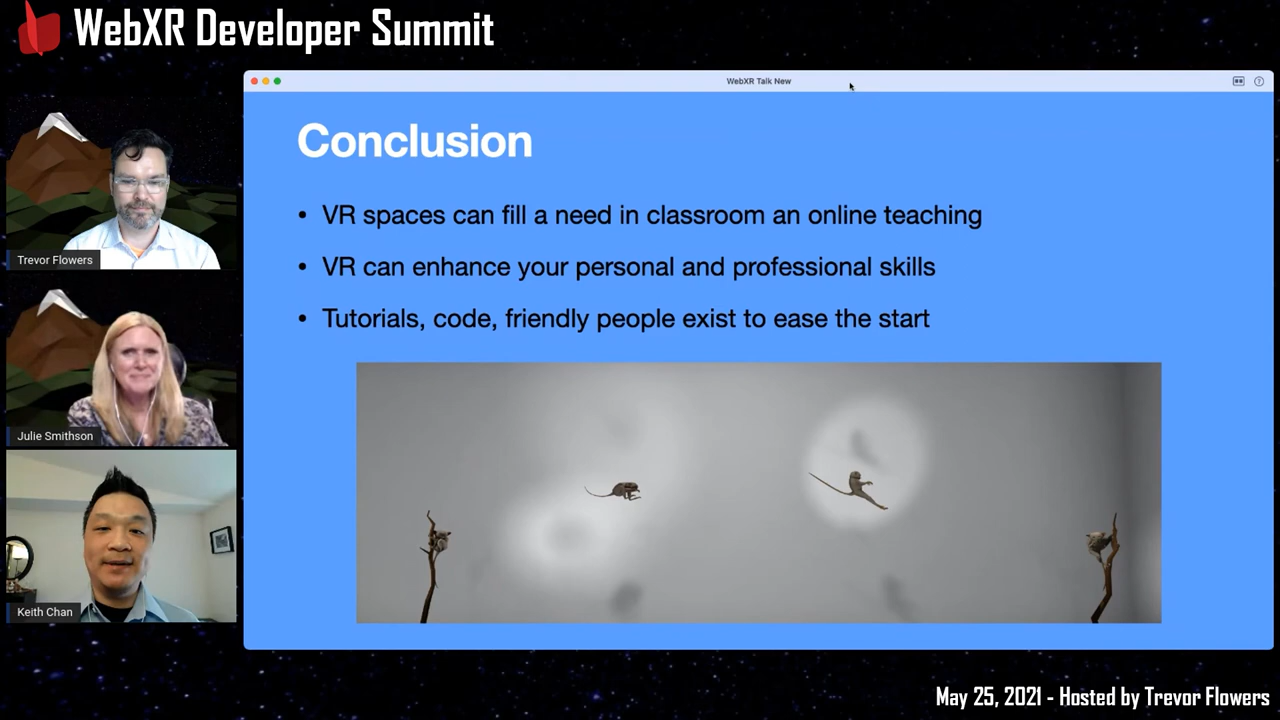 WebXR Developer Summit
WebXR Talk New
Conclusion
• VR spaces can fill a need in classroom an online teaching
• VR can enhance your personal and professional skills
• Tutorials, code, friendly people exist to ease the start
Trevor Flowers
Julie Smithson
Keith Chan
May 25, 2021 - Hosted by Trevor Flowers